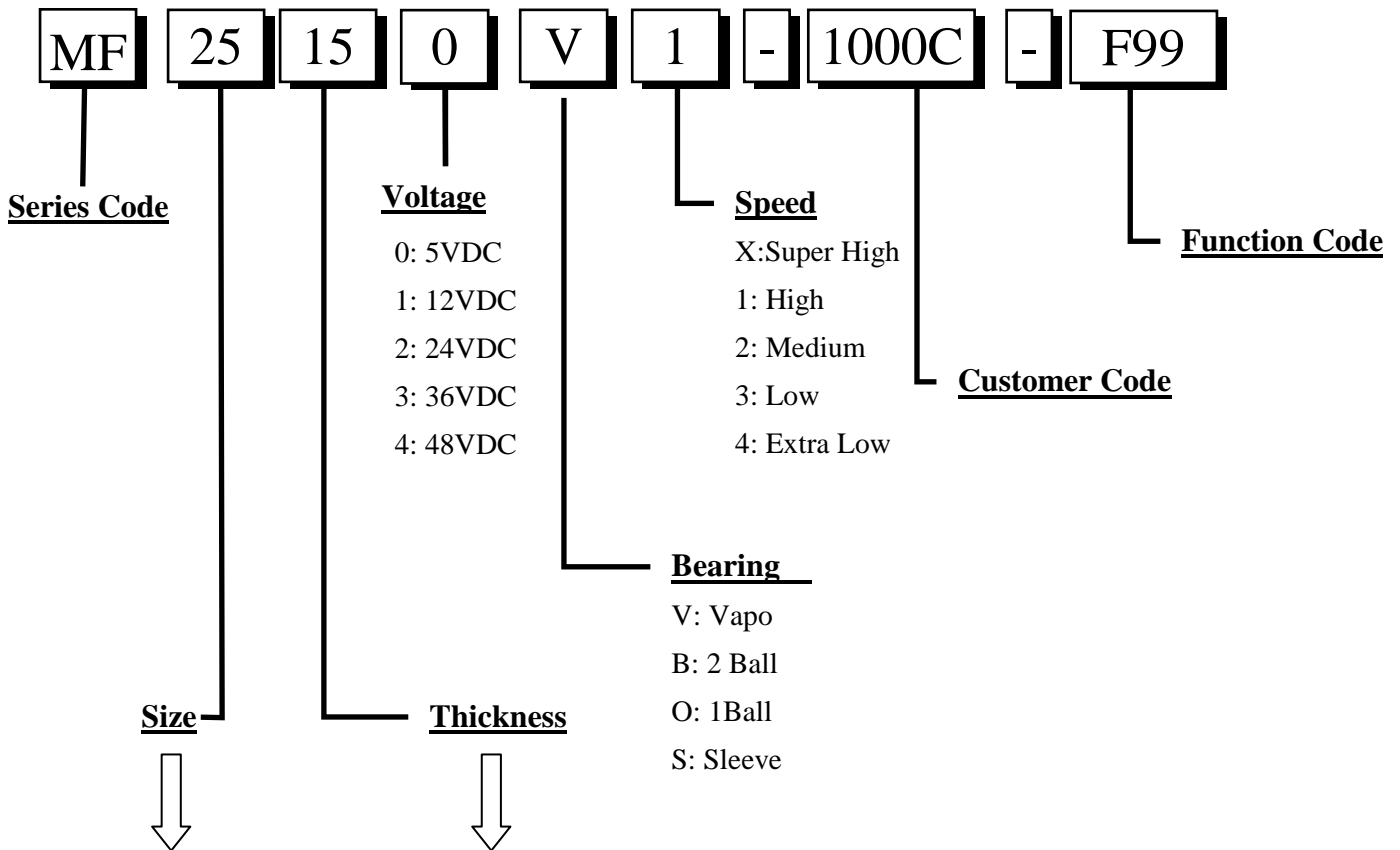 MF 25 15 0 V 1 - 1000C - F99
Series Code
Voltage
0: 5VDC
1: 12VDC
2: 24VDC
3: 36VDC
4: 48VDC
Speed
X:Super High
1: High
2: Medium
3: Low
4: Extra Low
Function Code
Customer Code
Bearing
V: Vapo
B: 2 Ball
O: 1Ball
S: Sleeve
Size
Thickness